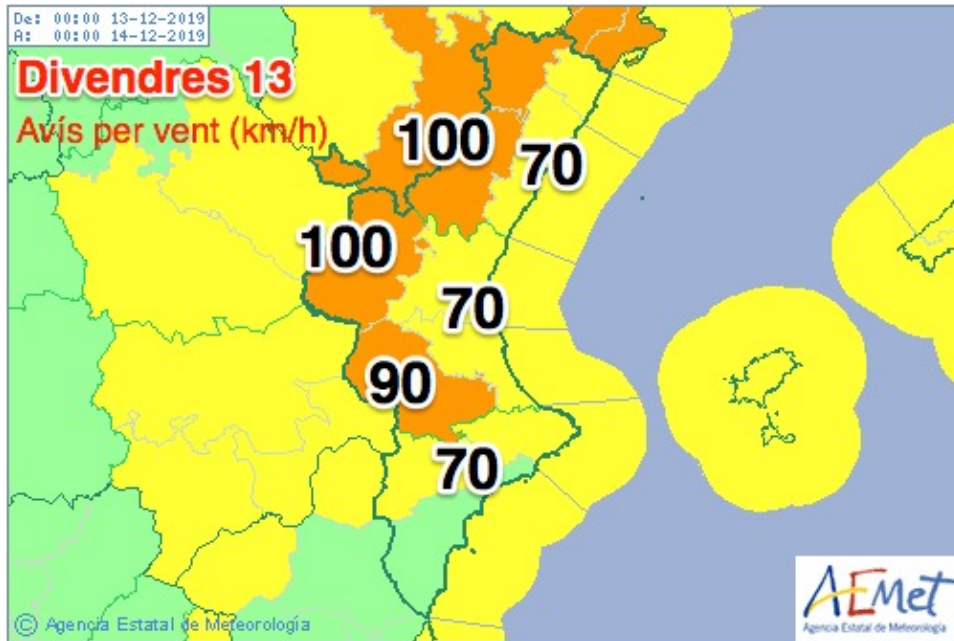 De: 00:00 13-12-2019
A: 00:00 14-12-2019
Divendres 13
Avís per vent (km/h)
100
70
100
70
90
70
© Agencia Estatal de Meteorología
AEMet
Agencia Estatal de Meteorología